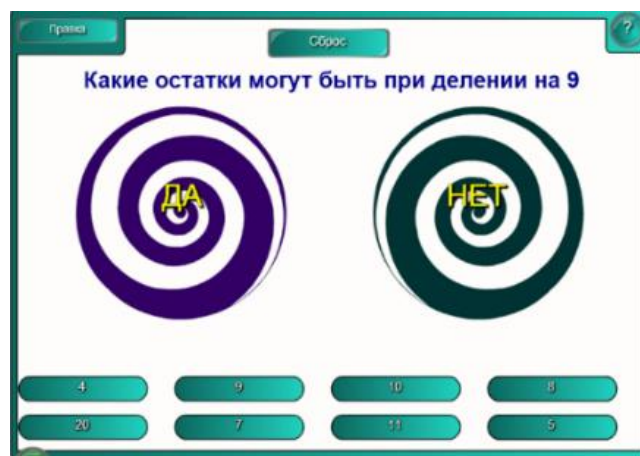 Правка
Сброс
?
Какие остатки могут быть при делении на 9
ДА
НЕТ
4
9
10
8
20
7
11
5